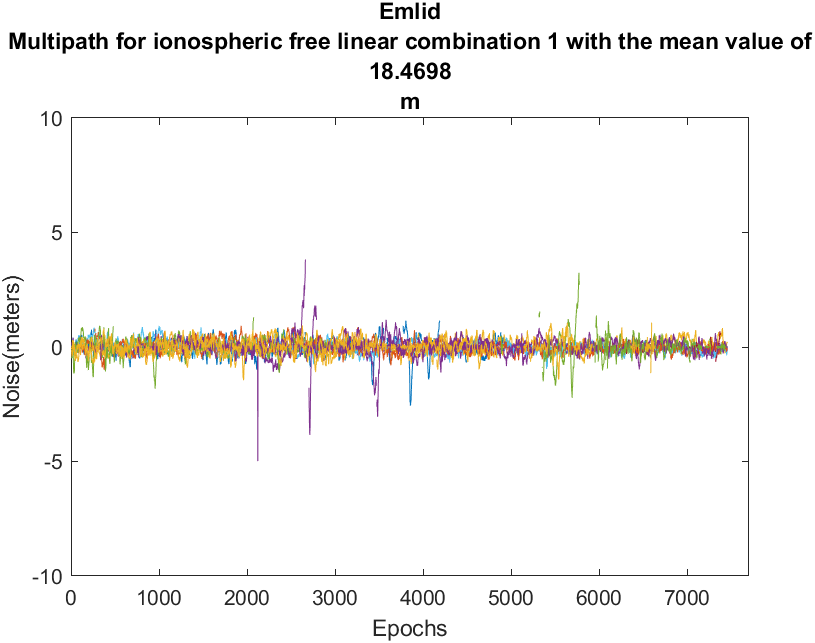 Emlid
Multipath for ionospheric free linear combination 1 with the mean value of
18.4698
m
10
5
0
-5
-10
Noise(meters)
0 1000 2000 3000 4000 5000 6000 7000
Epochs